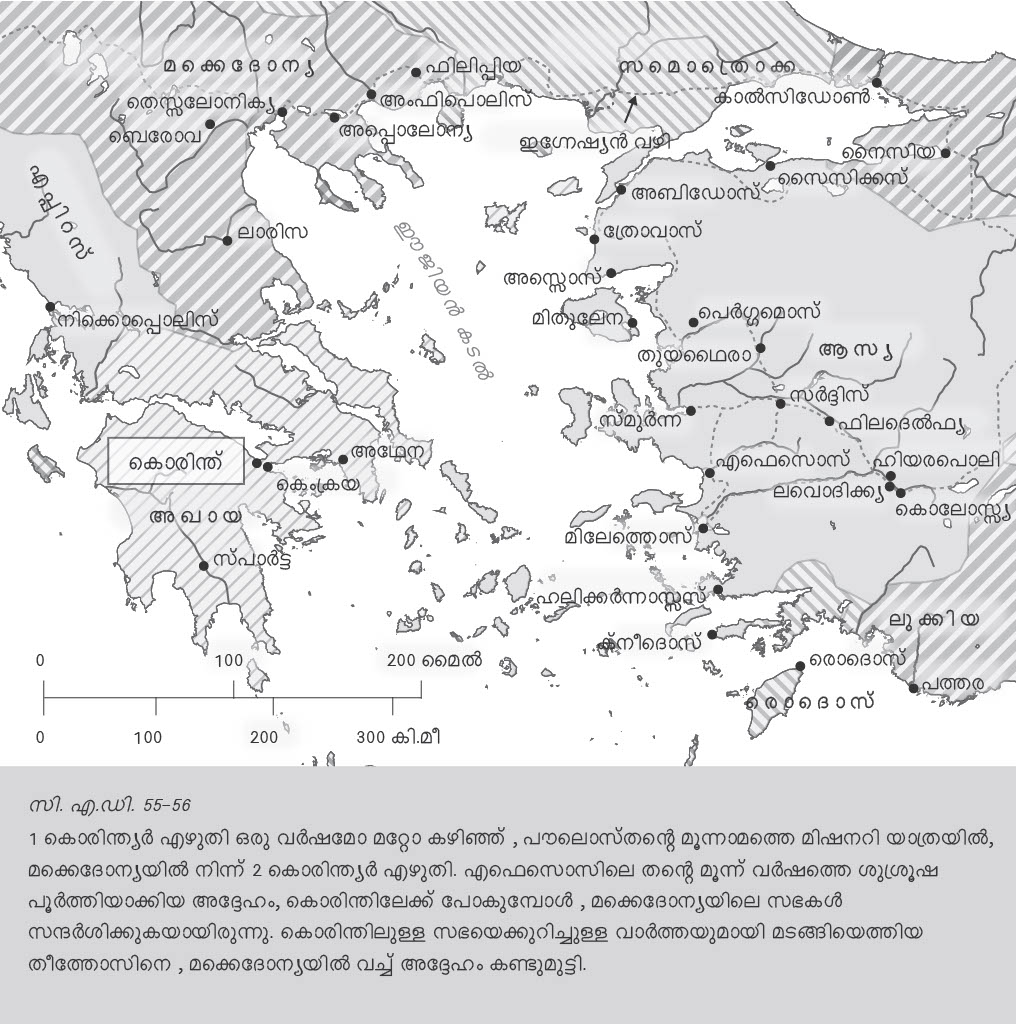 മക്കെദോന്യ
ഫിലിപ്പിയ
സമൊത്രാക്ക
തെസ്സലോനിക്യ
അംഫിപൊലിസ്
കാൽസിഡോൺ
ബെരോവ
അപ്പൊലോന്യ
ഇഗ്നേഷ്യൻ വഴി
നൈസിയ
സൈസിക്കസ്
എപ്പിറസ്
അബിഡോസ്
ലാരിസ
ത്രോവാസ്
ഈജിയൻ കടൽ
അസ്സൊസ്
നിക്കൊപ്പൊലിസ്
മിതുലേന
പെർഗ്ഗമൊസ്
തുയഥൈരാ
ആസ്യ
സർദ്ദിസ്
സ്മുർന്ന
ഫിലദെൽഫ്യ
കൊരിന്ത്
അഥേന
എഫെസൊസ്
ഹിയരപൊലി
കെംക്രയ
ലവൊദിക്ക്യ
കൊലോസ്സ്യ
അഖായ
മിലേത്തൊസ്
സ്പാർട്ട
ഹലിക്കർന്നാസ്സസ്
ലുക്കിയ
ക്നീദൊസ്
രൊദൊസ്
പത്തര
രൊദൊസ്
0 100 200 മൈൽ
0 100 200 300 കി.മീ
സി. എ.ഡി. 55-56
1 കൊരിന്ത്യർ എഴുതി ഒരു വർഷമോ മറ്റോ കഴിഞ്ഞ് , പൗലൊസ്തന്റെ മൂന്നാമത്തെ മിഷനറി യാത്രയിൽ,
മക്കെദോന്യയിൽ നിന്ന് 2 കൊരിന്ത്യർ എഴുതി. എഫെസൊസിലെ തന്റെ മൂന്ന് വർഷത്തെ ശുശ്രൂഷ
പൂർത്തിയാക്കിയ അദ്ദേഹം, കൊരിന്തിലേക്ക് പോകുമ്പോൾ , മക്കെദോന്യയിലെ സഭകൾ
സന്ദർശിക്കുകയായിരുന്നു. കൊരിന്തിലുള്ള സഭയെക്കുറിച്ചുള്ള വാർത്തയുമായി മടങ്ങിയെത്തിയ
തീത്തോസിനെ , മക്കെദോന്യയിൽ വച്ച് അദ്ദേഹം കണ്ടുമുട്ടി.